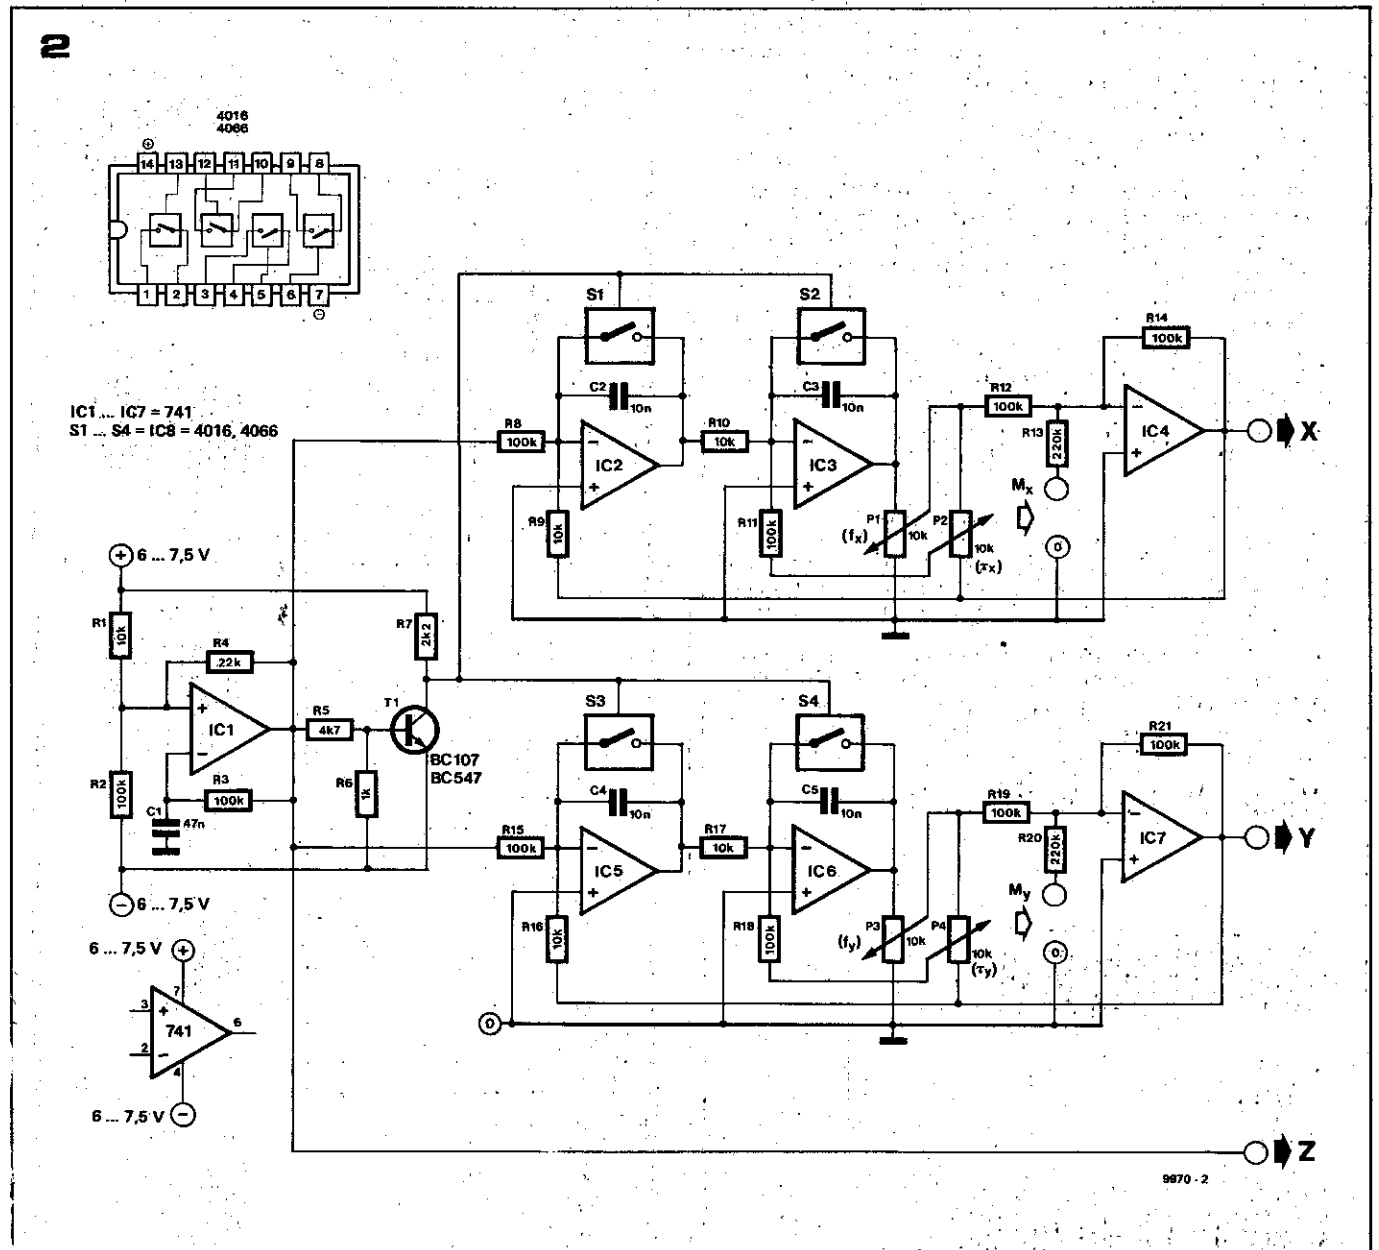 2
4016
4066
⊕
14 13 12 11 10 9 8
1 2 3 4 5 6 7
⊖
IC1 ... IC7 = 741
S1 ... S4 = IC8 = 4016, 4066
S1
S2
C2
10n
C3
10n
R8
100k
IC2
−
+
R9
10k
R10
10k
IC3
−
+
R11
100k
P1
10k
(fx)
P2
10k
(τx)
R12
100k
R13
220k
Mx
0
R14
100k
IC4
−
+
X
+ 6 ... 7,5 V
R1
10k
R2
100k
R4
22k
IC1
+
−
R3
100k
C1
47n
− 6 ... 7,5 V
R5
4k7
R6
1k
R7
2k2
T1
BC107
BC547
S3
S4
C4
10n
C5
10n
R15
100k
IC5
−
+
R16
10k
R17
10k
IC6
−
+
R18
100k
P3
10k
(fy)
P4
10k
(τy)
R19
100k
R20
220k
My
0
R21
100k
IC7
−
+
Y
0
6 ... 7,5 V +
7
3 +
741
6
2 −
4
6 ... 7,5 V −
Z
9970 - 2